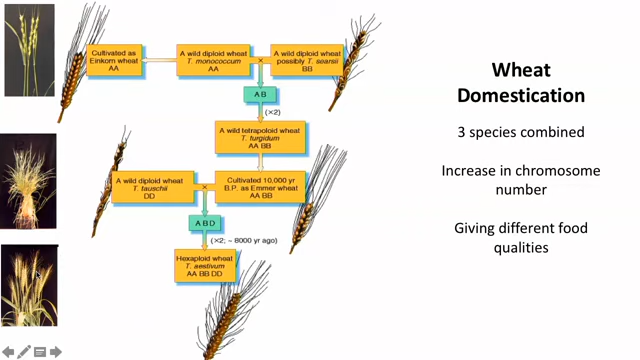 Cultivated as
Einkorn wheat
AA
A wild diploid wheat
T. monococcum
AA
×
A wild diploid wheat
possibly T. searsii
BB
A B
(×2)
A wild tetraploid wheat
T. turgidum
AA BB
A wild diploid wheat
T. tauschii
DD
×
Cultivated 10,000 yr
B.P. as Emmer wheat
AA BB
A B D
(×2; ~ 8000 yr ago)
Hexaploid wheat
T. aestivum
AA BB DD
Wheat
Domestication
3 species combined
Increase in chromosome
number
Giving different food
qualities